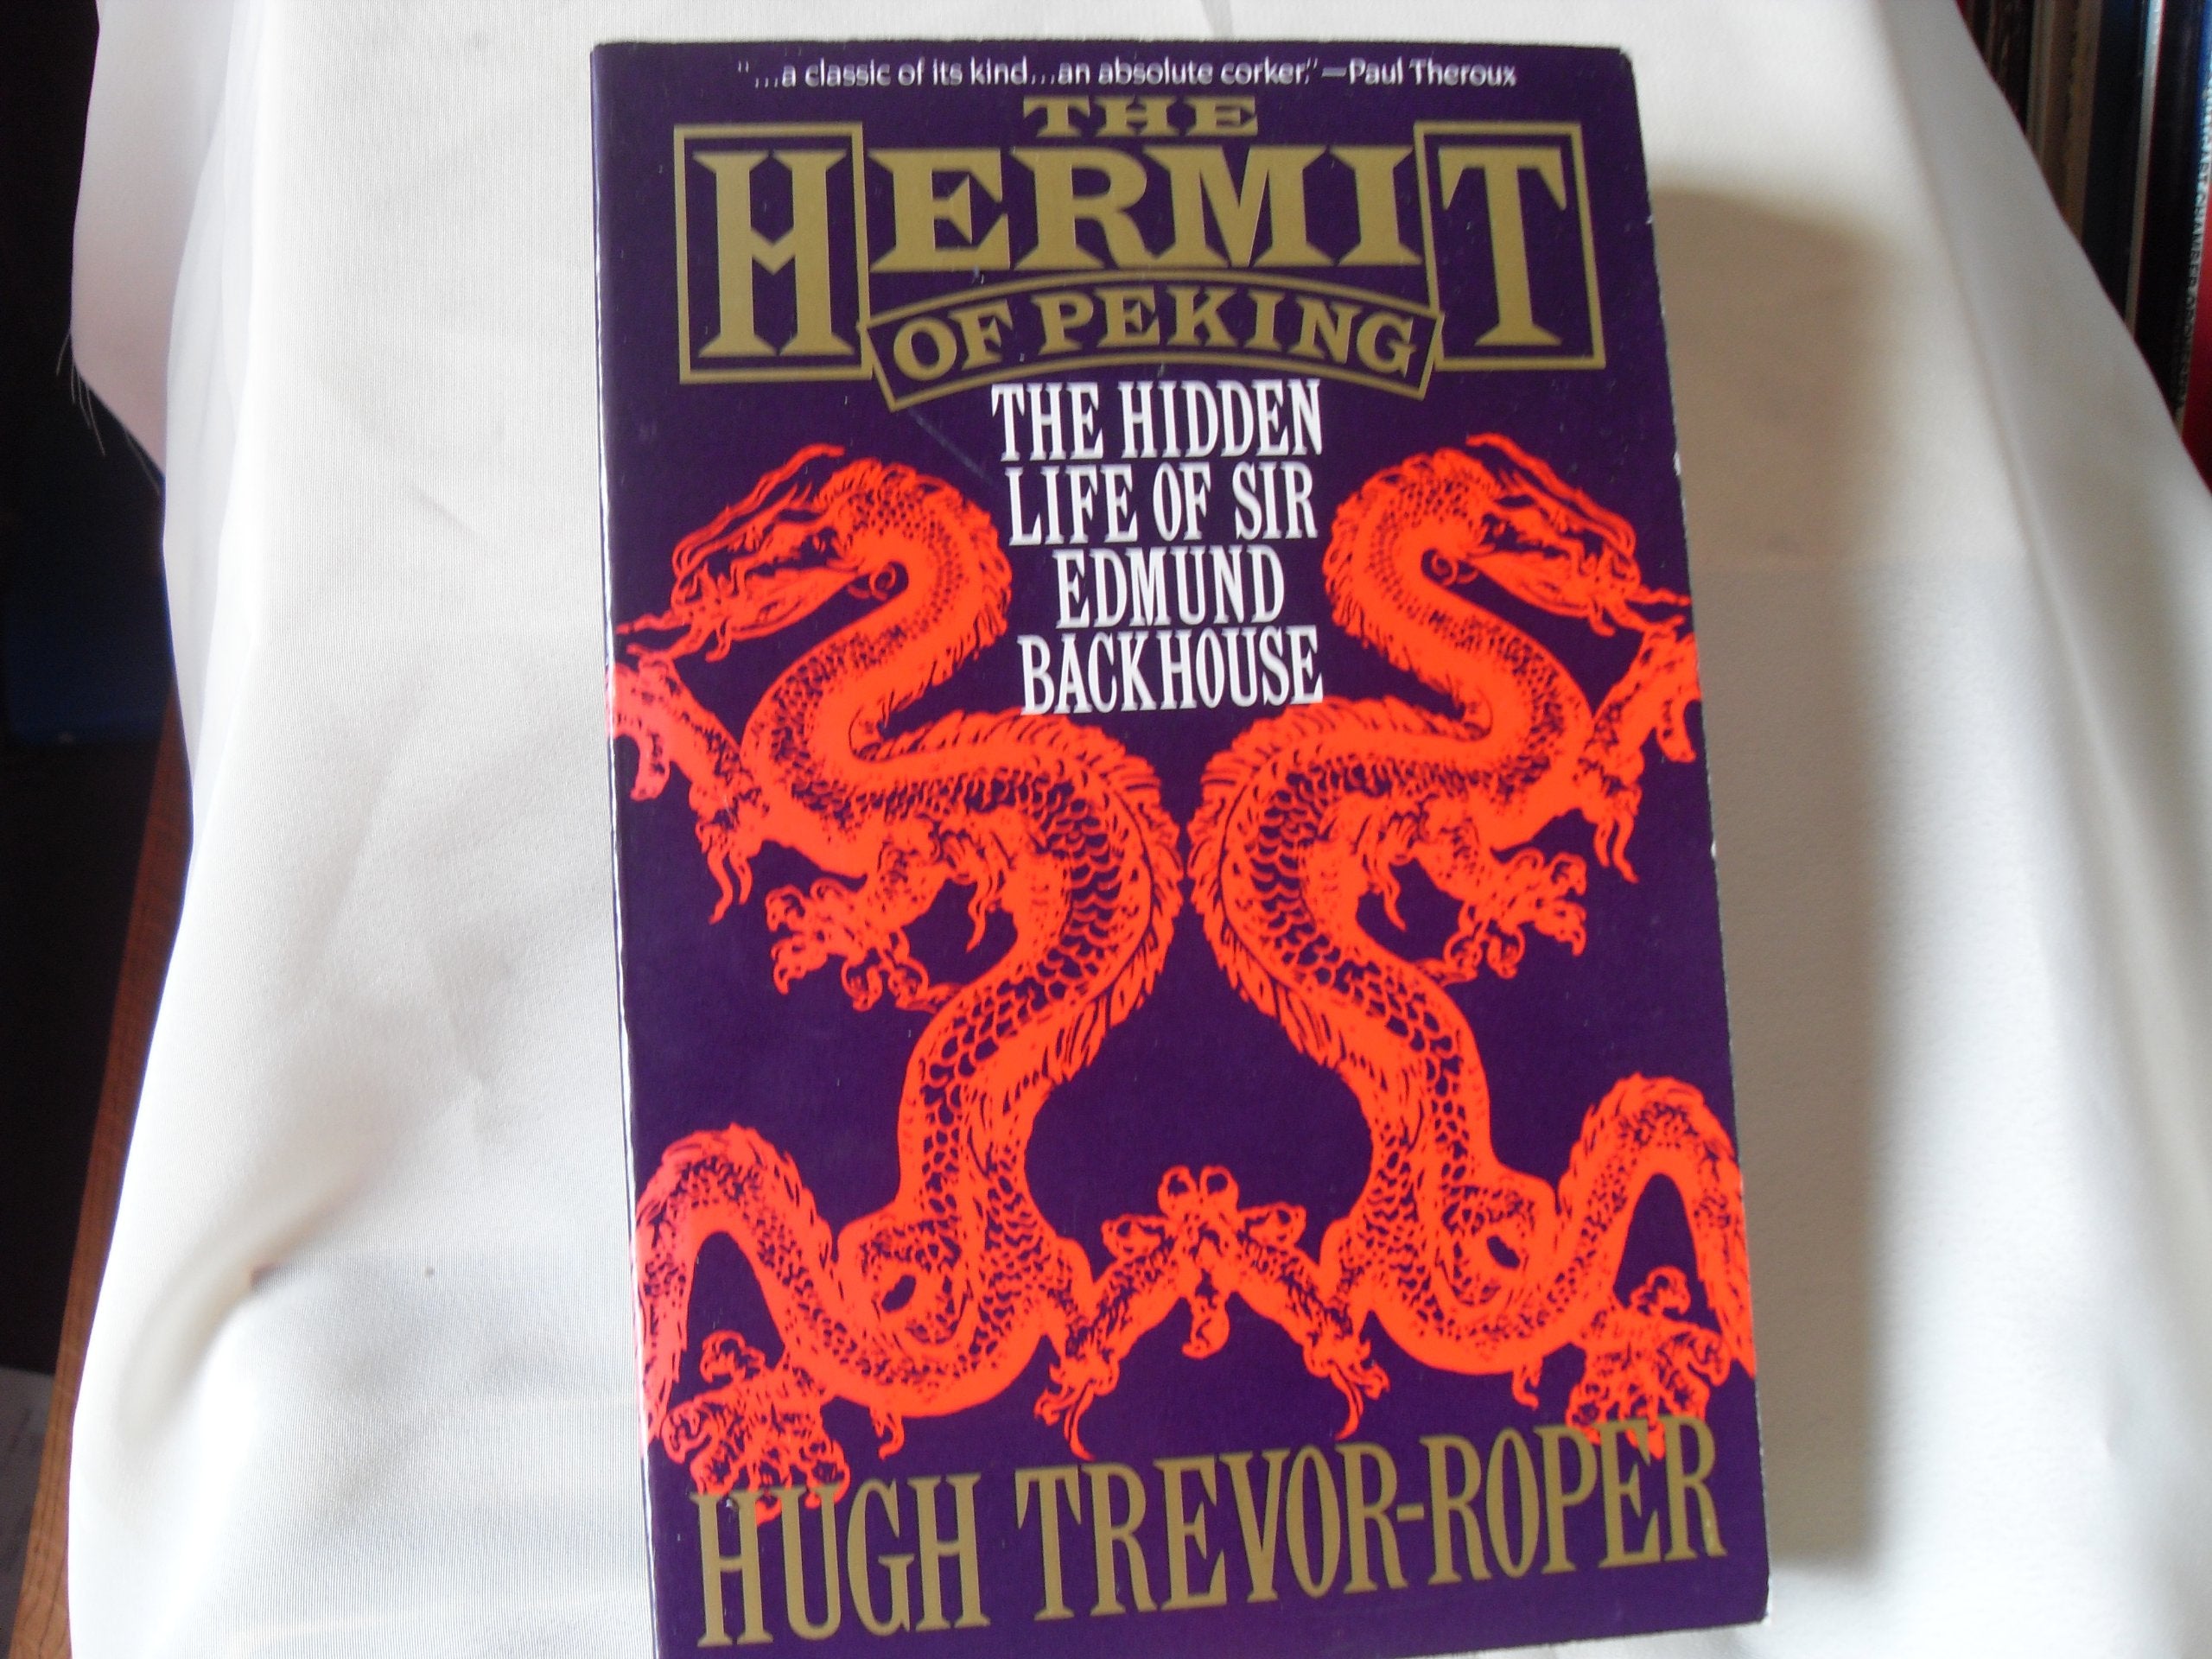 "...a classic of its kind...an absolute corker."—Paul Theroux
THE
HERMIT
OF PEKING
THE HIDDEN
LIFE OF SIR
EDMUND
BACKHOUSE
HUGH TREVOR-ROPER